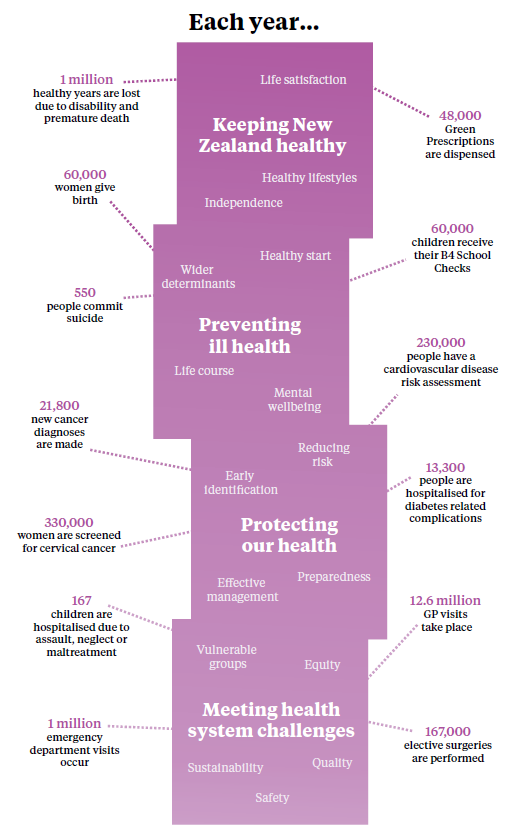 Each year...
1 million
healthy years are lost
due to disability and
premature death
Life satisfaction
48,000
Green
Prescriptions
are dispensed
Keeping New
Zealand healthy
60,000
women give
birth
Healthy lifestyles
Independence
60,000
children receive
their B4 School
Checks
Healthy start
Wider
determinants
550
people commit
suicide
Preventing
ill health
230,000
people have a
cardiovascular disease
risk assessment
Life course
Mental
wellbeing
21,800
new cancer
diagnoses
are made
Reducing
risk
Early
identification
13,300
people are
hospitalised for
diabetes related
complications
330,000
women are screened
for cervical cancer
Protecting
our health
Effective
management
Preparedness
167
children are
hospitalised due to
assault, neglect or
maltreatment
12.6 million
GP visits
take place
Vulnerable
groups
Equity
Meeting health
system challenges
1 million
emergency
department visits
occur
167,000
elective surgeries
are performed
Sustainability
Quality
Safety